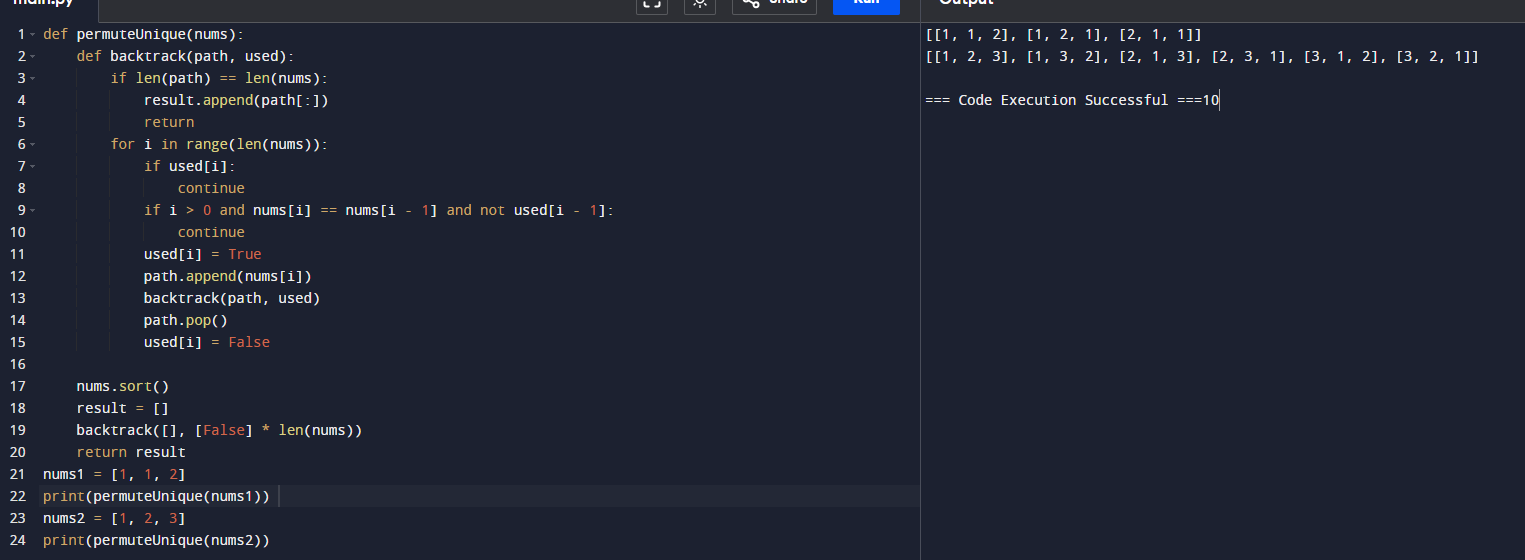 main.py
Share
Run
Output
1 def permuteUnique(nums):
2     def backtrack(path, used):
3         if len(path) == len(nums):
4             result.append(path[:])
5             return
6         for i in range(len(nums)):
7             if used[i]:
8                 continue
9             if i > 0 and nums[i] == nums[i - 1] and not used[i - 1]:
10                 continue
11             used[i] = True
12             path.append(nums[i])
13             backtrack(path, used)
14             path.pop()
15             used[i] = False
16
17     nums.sort()
18     result = []
19     backtrack([], [False] * len(nums))
20     return result
21 nums1 = [1, 1, 2]
22 print(permuteUnique(nums1))
23 nums2 = [1, 2, 3]
24 print(permuteUnique(nums2))
[[1, 1, 2], [1, 2, 1], [2, 1, 1]]
[[1, 2, 3], [1, 3, 2], [2, 1, 3], [2, 3, 1], [3, 1, 2], [3, 2, 1]]
=== Code Execution Successful ===10